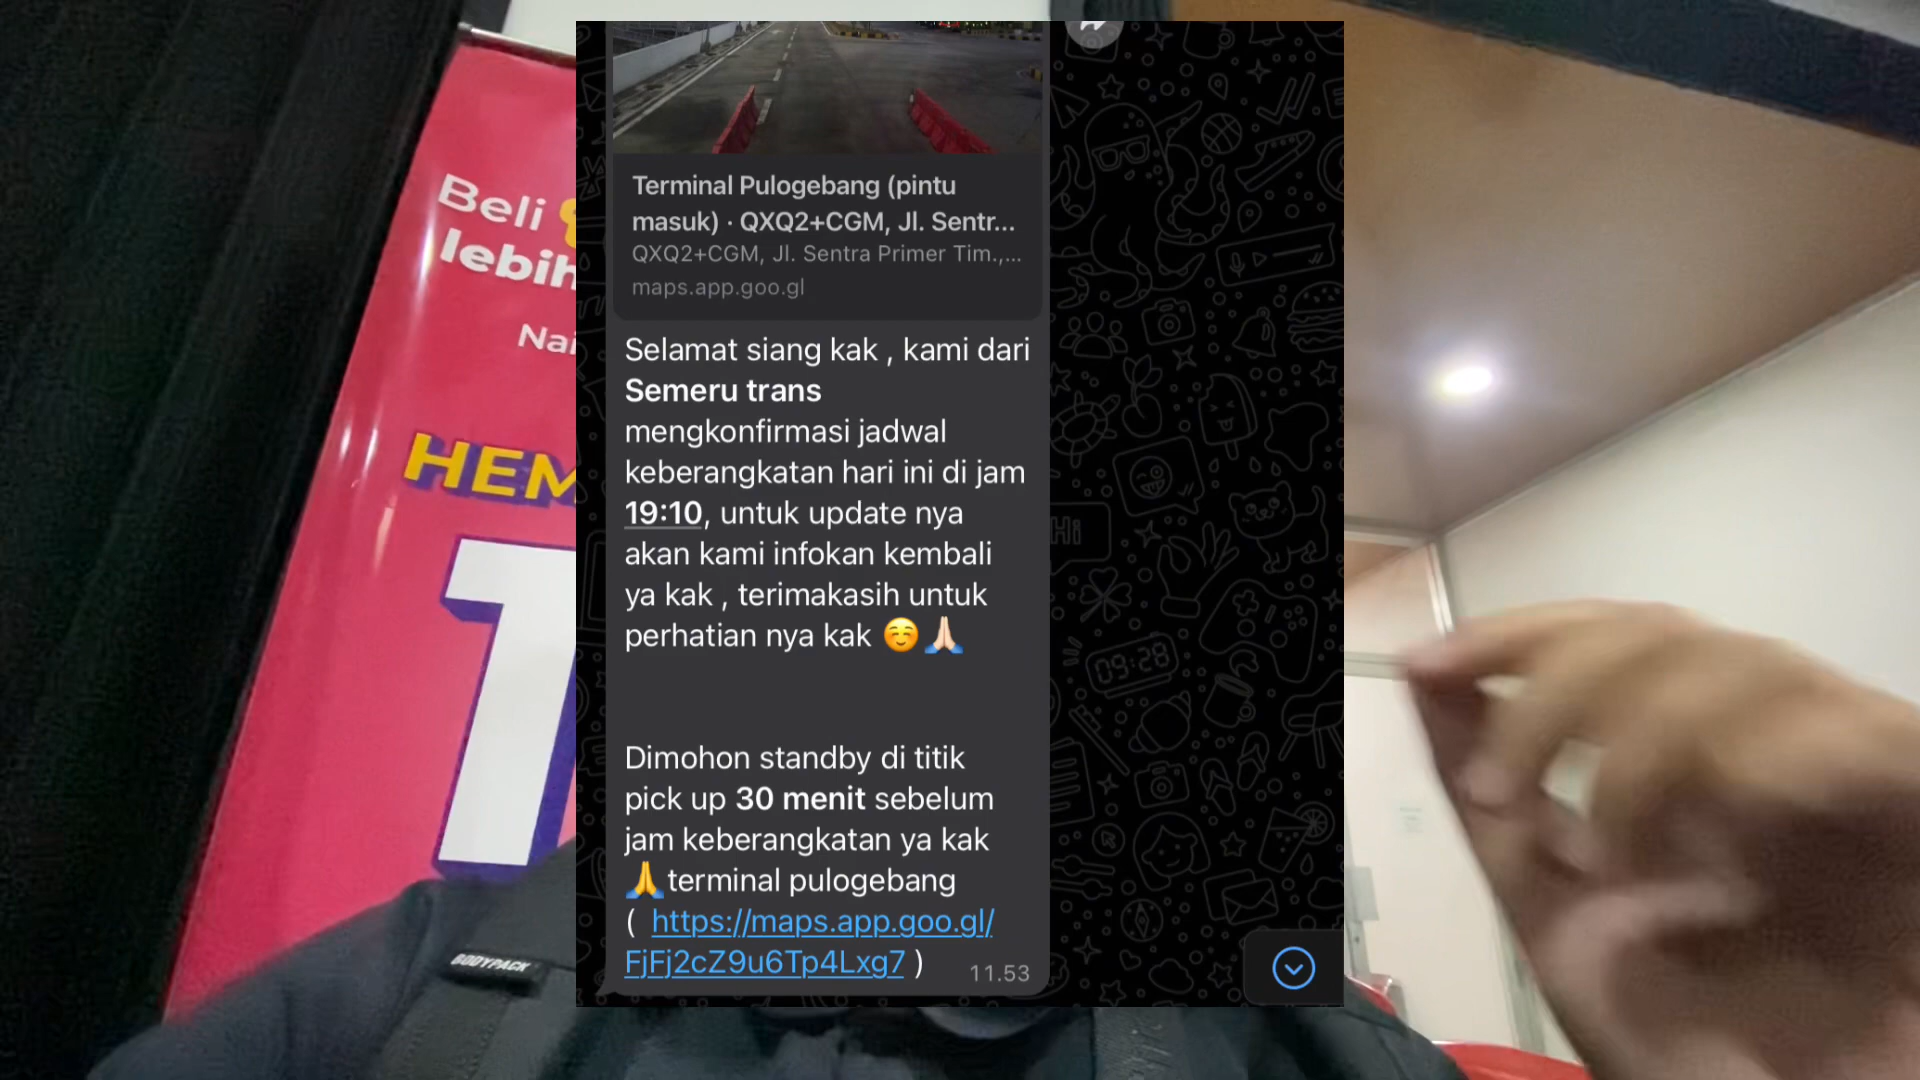 Beli
lebih
Nai
HEM
1
BODYPACK
Terminal Pulogebang (pintu
masuk) · QXQ2+CGM, Jl. Sentr...
QXQ2+CGM, Jl. Sentra Primer Tim.,...
maps.app.goo.gl
Selamat siang kak , kami dari
Semeru trans
mengkonfirmasi jadwal
keberangkatan hari ini di jam
19:10, untuk update nya
akan kami infokan kembali
ya kak , terimakasih untuk
perhatian nya kak ☺️🙏🏻
Dimohon standby di titik
pick up 30 menit sebelum
jam keberangkatan ya kak
🙏terminal pulogebang
( https://maps.app.goo.gl/
FjFj2cZ9u6Tp4Lxg7 )
11.53
Hi
09:28